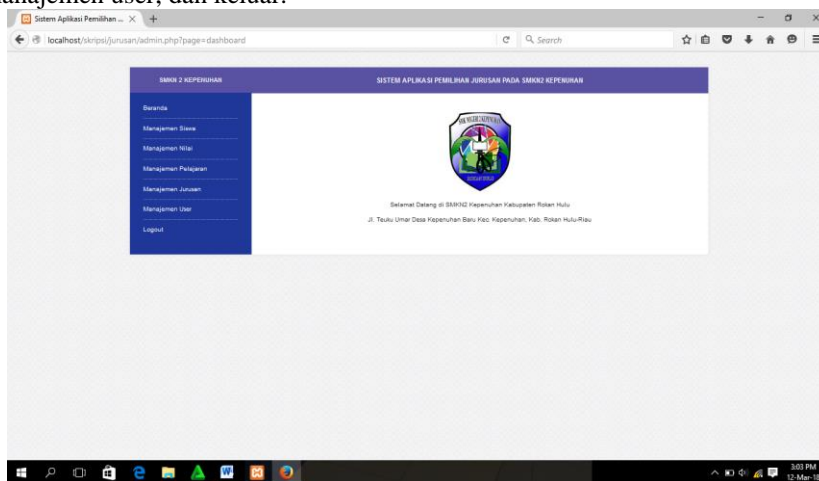 manajemen user, dan keluar.
Sistem Aplikasi Pemilihan ...
localhost/skripsi/jurusan/admin.php?page=dashboard
Search
SMKN 2 KEPENUHAN
SISTEM APLIKASI PEMILIHAN JURUSAN PADA SMKN2 KEPENUHAN
Beranda
Manajemen Siswa
Manajemen Nilai
Manajemen Pelajaran
Manajemen Jurusan
Manajemen User
Logout
Selamat Datang di SMKN2 Kepenuhan Kabupaten Rokan Hulu
Jl. Teuku Umar Desa Kepenuhan Baru Kec. Kepenuhan, Kab. Rokan Hulu-Riau
3:03 PM
12-Mar-18